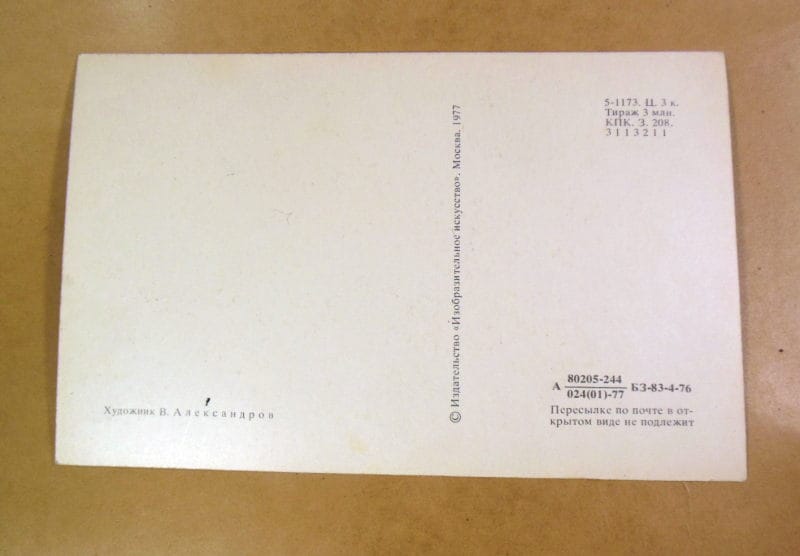 5-1173. Ц. 3 к.
Тираж 3 млн.
КПК. З. 208.
3 1 1 3 2 1 1
© Издательство «Изобразительное искусство». Москва. 1977
Художник В. Александров
А 80205-244 БЗ-83-4-76
024(01)-77
Пересылке по почте в от-
крытом виде не подлежит